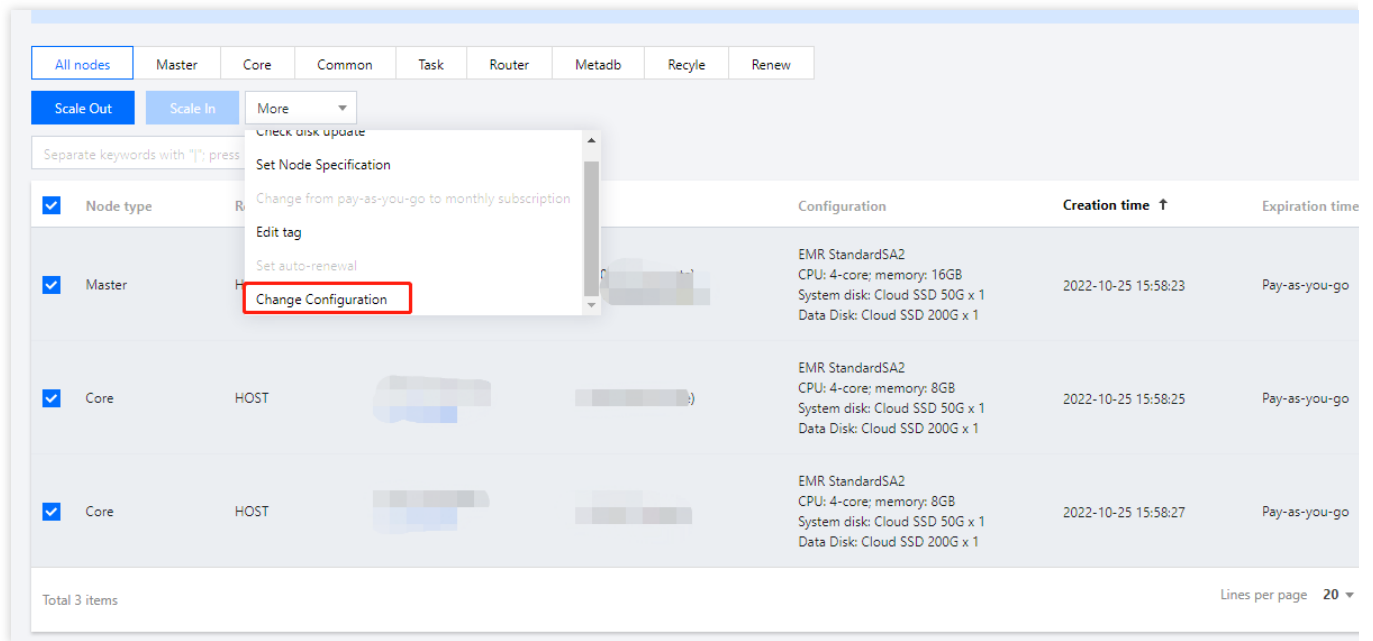 All nodes Master Core Common Task Router Metadb Recyle Renew
Scale Out Scale In More
Check disk update
Separate keywords with "|"; press
Set Node Specification
Change from pay-as-you-go to monthly subscription
Node type Configuration Creation time ↑ Expiration time
Edit tag
Set auto-renewal
Change Configuration
Master
EMR StandardSA2
CPU: 4-core; memory: 16GB
System disk: Cloud SSD 50G x 1
Data Disk: Cloud SSD 200G x 1
2022-10-25 15:58:23 Pay-as-you-go
Core HOST
EMR StandardSA2
CPU: 4-core; memory: 8GB
System disk: Cloud SSD 50G x 1
Data Disk: Cloud SSD 200G x 1
2022-10-25 15:58:25 Pay-as-you-go
Core HOST
EMR StandardSA2
CPU: 4-core; memory: 8GB
System disk: Cloud SSD 50G x 1
Data Disk: Cloud SSD 200G x 1
2022-10-25 15:58:27 Pay-as-you-go
Total 3 items
Lines per page 20